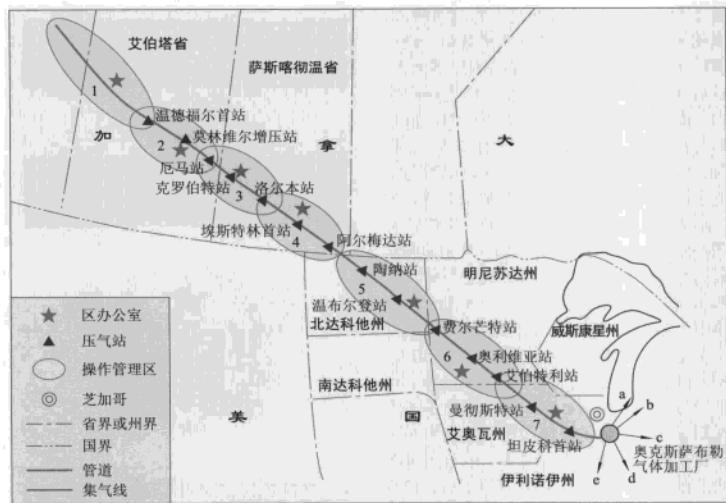 艾伯塔省
萨斯喀彻温省
加
拿
大
1
温德福尔首站
莫林维尔增压站
2
厄马站
克罗伯特站
3
洛尔本站
埃斯特林首站
4
阿尔梅达站
陶纳站
5
温布尔登站
北达科他州
明尼苏达州
费尔芒特站
威斯康星州
6
奥利维亚站
艾伯特利站
南达科他州
曼彻斯特站
7
艾奥瓦州
坦皮科首站
美
国
伊利诺伊州
a
b
c
d
e
奥克斯萨布勒
气体加工厂
区办公室
压气站
操作管理区
芝加哥
省界或州界
国界
管道
集气线